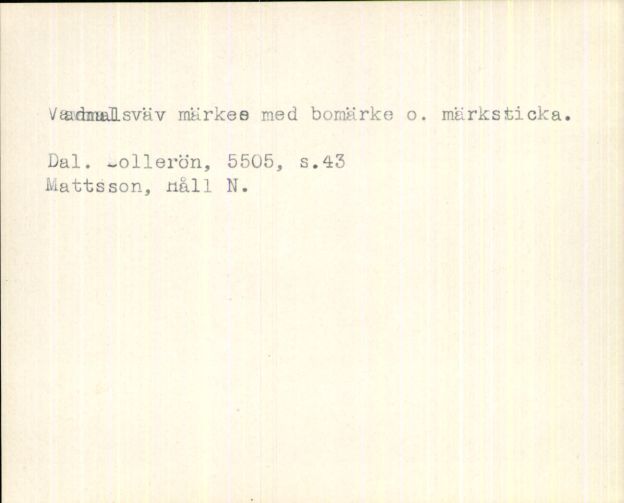 Vadmalsväv märkes med bomärke o. märksticka.
Dal. Sollerön, 5505, s.43
Mattsson, Håll N.